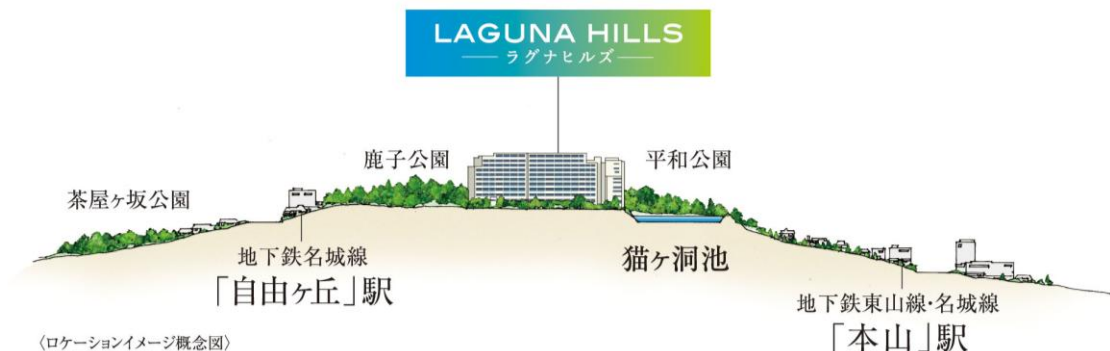 LAGUNA HILLS
ラグナヒルズ
鹿子公園
平和公園
茶屋ヶ坂公園
地下鉄名城線
「自由ヶ丘」駅
猫ヶ洞池
地下鉄東山線・名城線
「本山」駅
〈ロケーションイメージ概念図〉